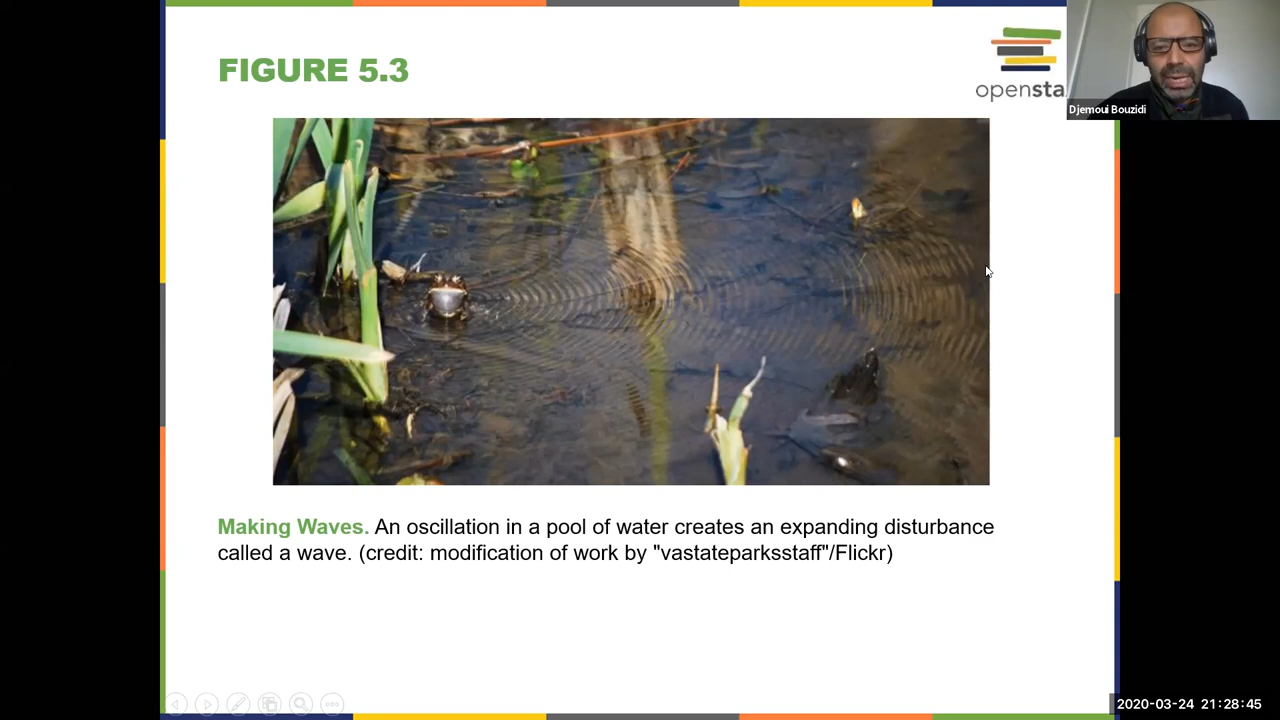 FIGURE 5.3
opensta
Djemoui Bouzidi
Making Waves. An oscillation in a pool of water creates an expanding disturbance
called a wave. (credit: modification of work by "vastateparksstaff"/Flickr)
2020-03-24 21:28:45